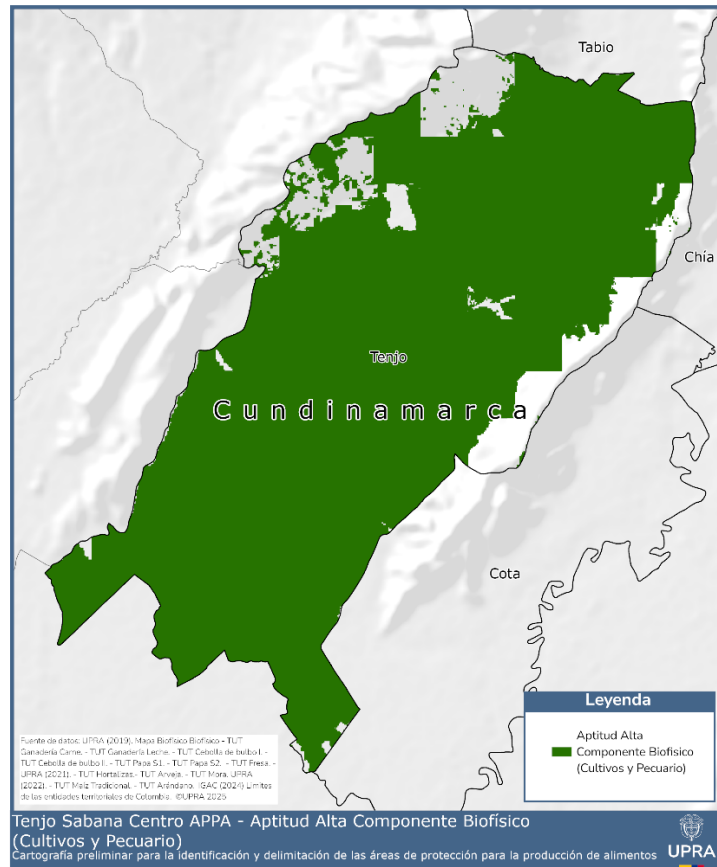 Tabio
Chía
Tenjo
Cundinamarca
Cota
Leyenda
Aptitud Alta
Componente Biofisico
(Cultivos y Pecuario)
Fuente de datos: UPRA (2019), Mapa Biofísico Biofísico - TUT
Ganadería Carne. - TUT Ganadería Leche. - TUT Cebolla de bulbo I. -
TUT Cebolla de bulbo II. - TUT Papa S1. - TUT Papa S2. - TUT Fresa. -
UPRA (2021). - TUT Hortalizas.- TUT Arveja. - TUT Mora. UPRA
(2022). - TUT Maíz Tradicional. - TUT Arándano. IGAC (2024) Límites
de las entidades territoriales de Colombia. ©UPRA 2025
Tenjo Sabana Centro APPA - Aptitud Alta Componente Biofísico
(Cultivos y Pecuario)
Cartografía preliminar para la identificación y delimitación de las áreas de protección para la producción de alimentos
UPRA